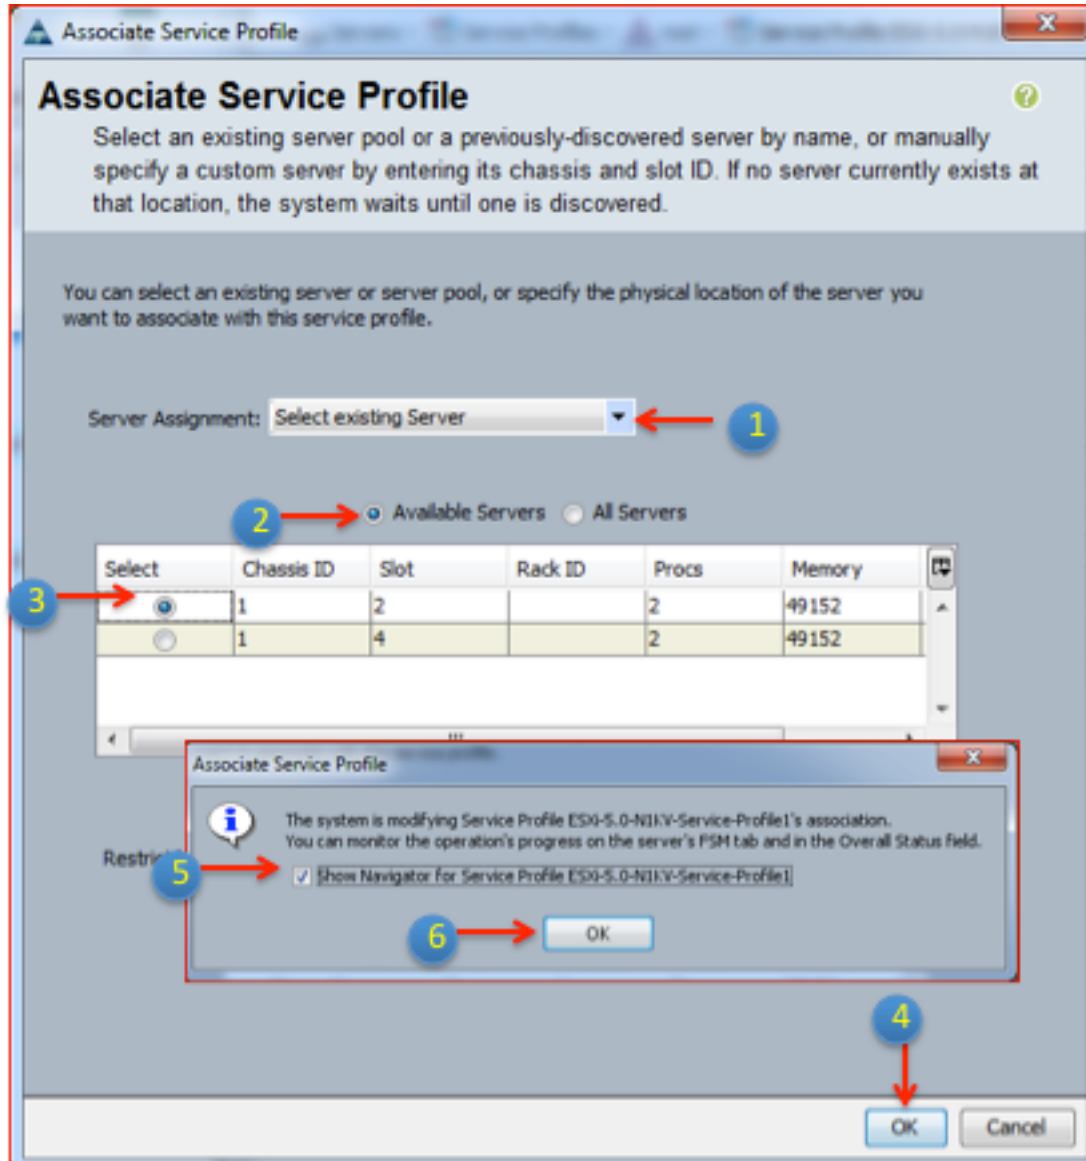 Associate Service Profile
Associate Service Profile
Select an existing server pool or a previously-discovered server by name, or manually
specify a custom server by entering its chassis and slot ID. If no server currently exists at
that location, the system waits until one is discovered.
You can select an existing server or server pool, or specify the physical location of the server you
want to associate with this service profile.
Server Assignment: Select existing Server
1
2
Available Servers All Servers
Select Chassis ID Slot Rack ID Procs Memory
3
1 2 2 49152
1 4 2 49152
Associate Service Profile
The system is modifying Service Profile ESXi-5.0-N1KV-Service-Profile1's association.
You can monitor the operation's progress on the server's FSM tab and in the Overall Status field.
5
Show Navigator for Service Profile ESXi-5.0-N1KV-Service-Profile1
6
OK
4
OK Cancel